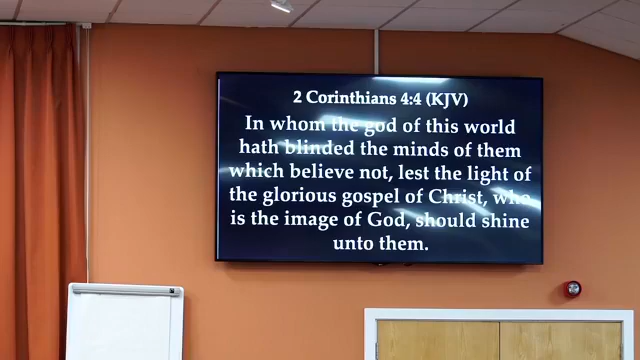 2 Corinthians 4:4 (KJV)
In whom the god of this world
hath blinded the minds of them
which believe not, lest the light of
the glorious gospel of Christ, who
is the image of God, should shine
unto them.